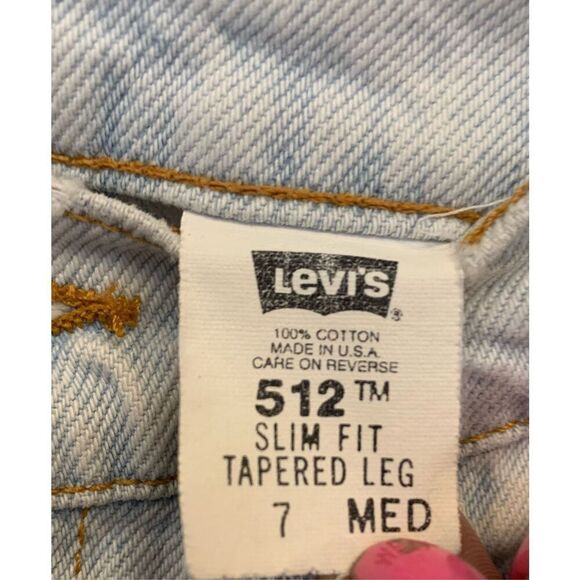 Levi's®
100% COTTON
MADE IN U.S.A.
CARE ON REVERSE
512™
SLIM FIT
TAPERED LEG
7 MED